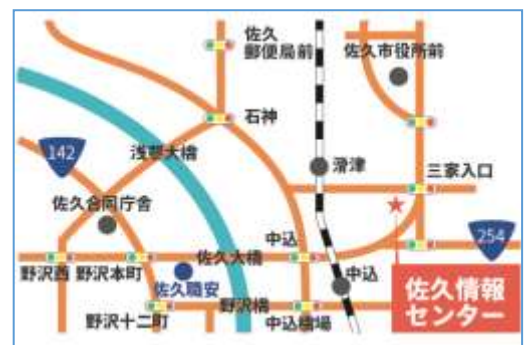 佐久
郵便局前
佐久市役所前
石神
142
浅蓼大橋
滑津
三家入口
佐久合同庁舎
254
中込
佐久大橋
野沢西
野沢本町
佐久職安
中込
佐久情報
センター
野沢橋
野沢十二町
中込橋場